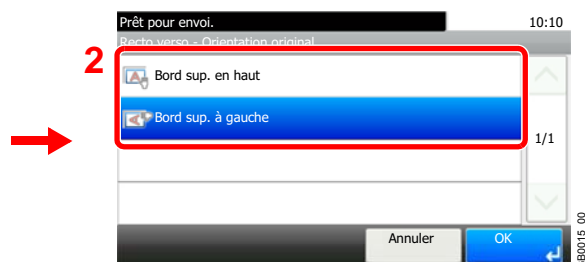 Prêt pour envoi. 10:10
Recto verso - Orientation original
2
Bord sup. en haut
Bord sup. à gauche
1/1
Annuler OK